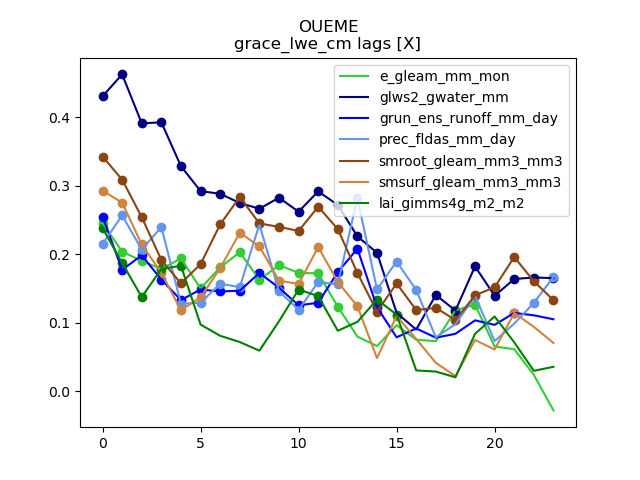 OUEME
grace_lwe_cm lags [X]
e_gleam_mm_mon
glws2_gwater_mm
grun_ens_runoff_mm_day
prec_fldas_mm_day
smroot_gleam_mm3_mm3
smsurf_gleam_mm3_mm3
lai_gimms4g_m2_m2
0.4
0.3
0.2
0.1
0.0
0 5 10 15 20